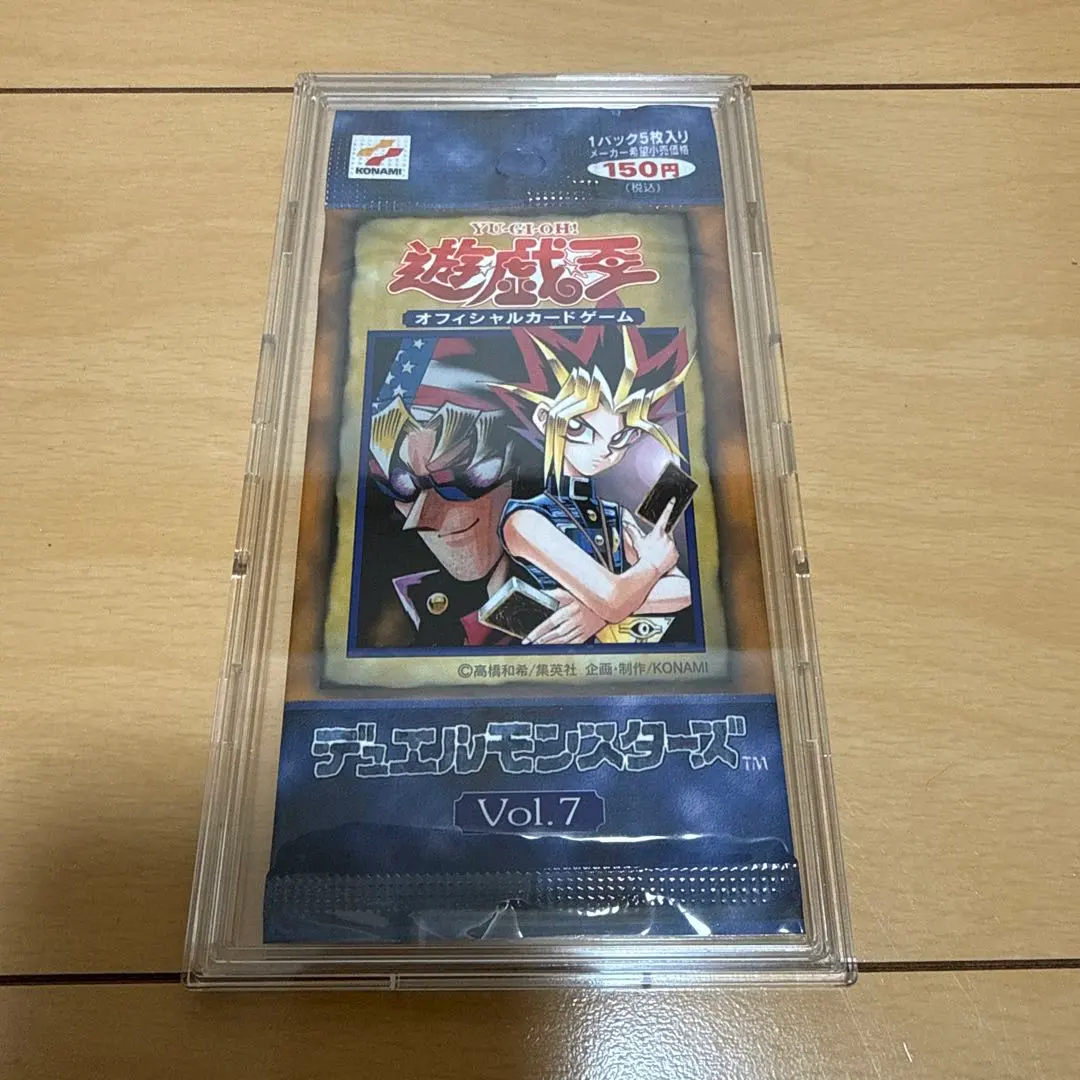 KONAMI
1パック5枚入り
メーカー希望小売価格
150円
(税込)
YU-GI-OH!
遊戯王
オフィシャルカードゲーム
©高橋和希/集英社 企画・制作/KONAMI
デュエルモンスターズ™
Vol.7